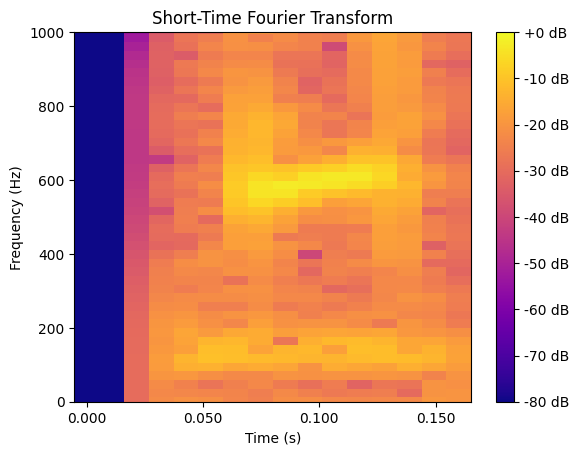 Short-Time Fourier Transform
1000
800
600
400
200
0
Frequency (Hz)
0.000
0.050
0.100
0.150
Time (s)
+0 dB
-10 dB
-20 dB
-30 dB
-40 dB
-50 dB
-60 dB
-70 dB
-80 dB